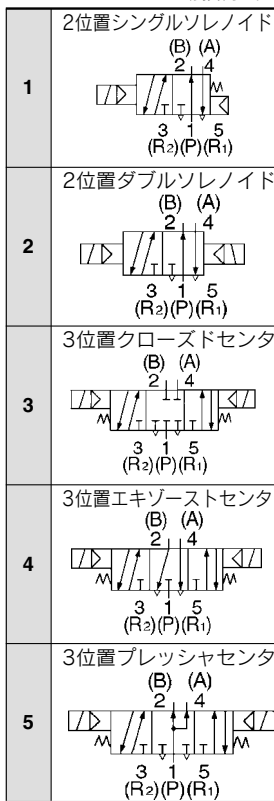 2位置シングルソレノイド
(B) (A)
2 4
1
3 1 5
(R2)(P)(R1)
2位置ダブルソレノイド
(B) (A)
2 4
2
3 1 5
(R2)(P)(R1)
3位置クローズドセンタ
(B) (A)
2 4
3
3 1 5
(R2)(P)(R1)
3位置エキゾーストセンタ
(B) (A)
2 4
4
3 1 5
(R2)(P)(R1)
3位置プレッシャセンタ
(B) (A)
2 4
5
3 1 5
(R2)(P)(R1)